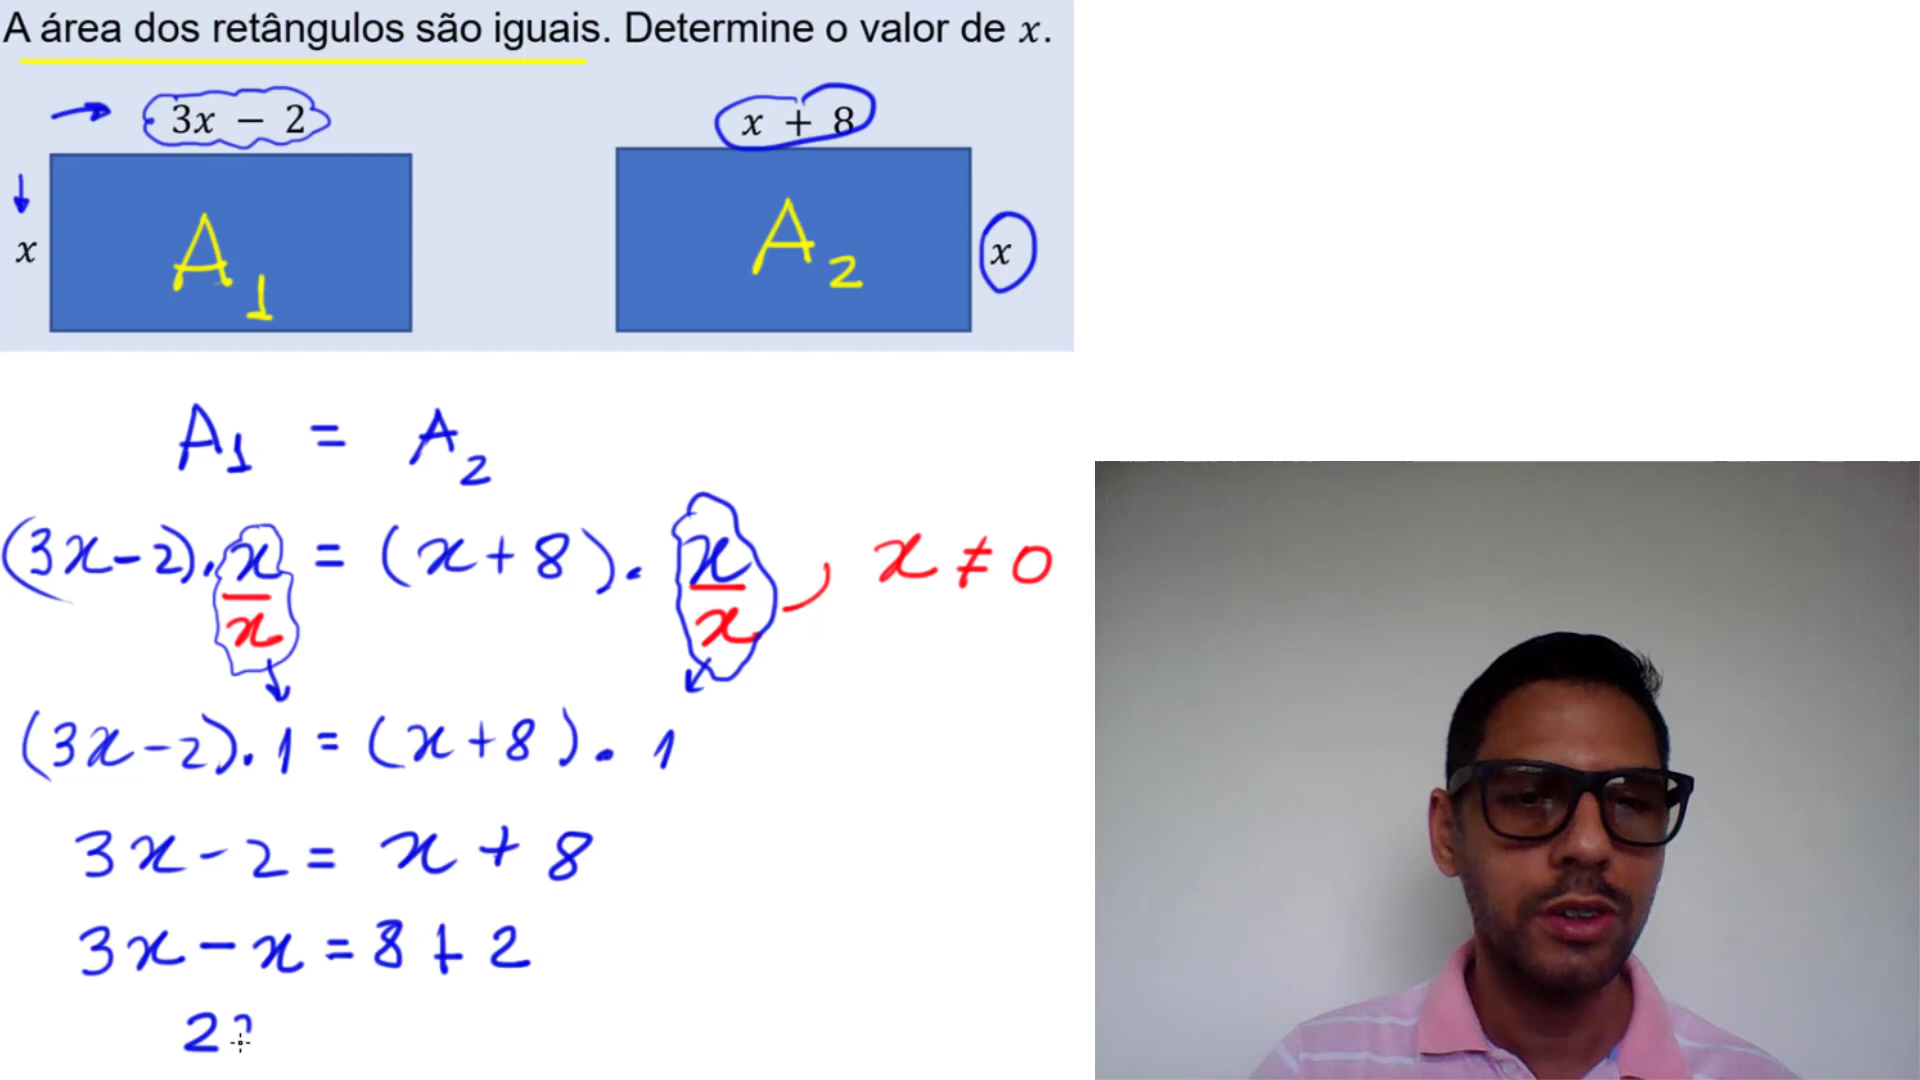 A área dos retângulos são iguais. Determine o valor de x.
3x − 2
x + 8
x
A₁
A₂
x
A₁ = A₂
(3x-2).x/x = (x+8).x/x , x ≠ 0
(3x-2).1 = (x+8).1
3x-2 = x+8
3x-x = 8+2
2